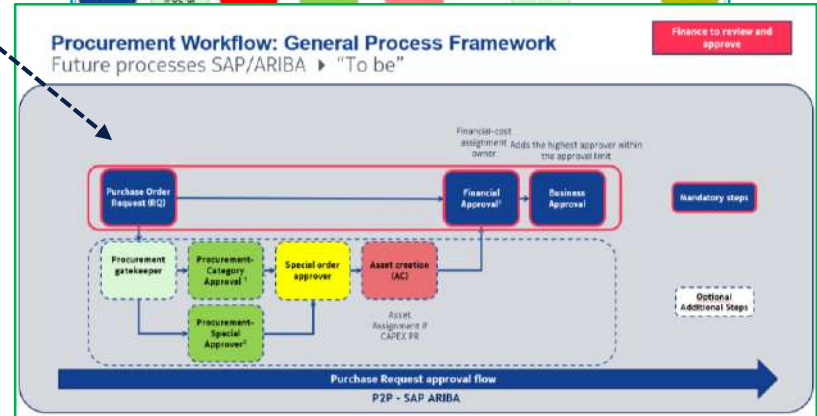 Procurement Workflow: General Process Framework
Future processes SAP/ARIBA ▸ "To be"
Finance to review and
approve
Financial-cost
assignment
owner
Adds the highest approver within
the approval limit
Purchase Order
Request (RQ)
Financial
Approval³
Business
Approval
Mandatory steps
Procurement
gatekeeper
Procurement-
Category
Approval ¹
Special order
approver
Asset creation
(AC)
Procurement-
Special
Approver²
Asset
Assignment if
CAPEX PR
Optional
Additional Steps
Purchase Request approval flow
P2P - SAP ARIBA